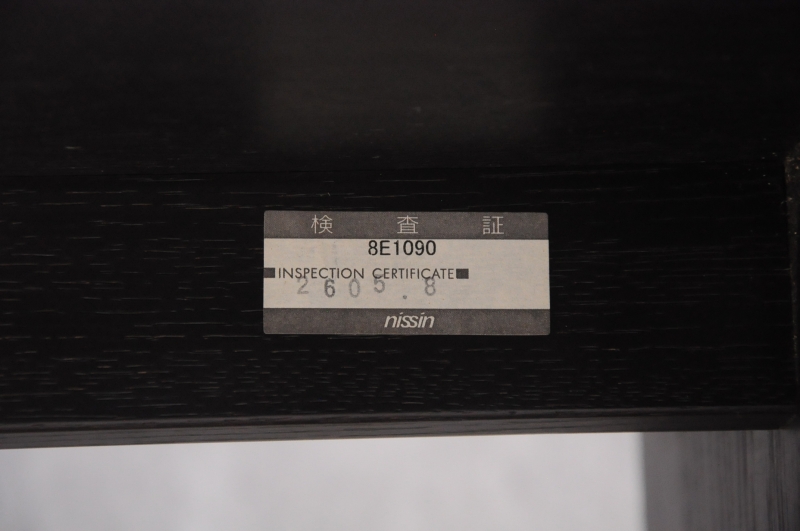 検査証
8E1090
INSPECTION CERTIFICATE
2605.8
nissin